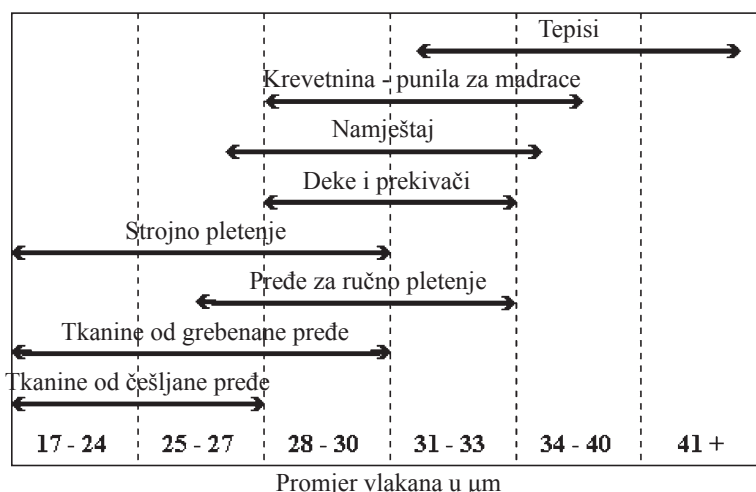 Tepisi
Krevetnina - punila za madrace
Namještaj
Deke i prekivači
Strojno pletenje
Pređe za ručno pletenje
Tkanine od grebenane pređe
Tkanine od češljane pređe
17 - 24 25 - 27 28 - 30 31 - 33 34 - 40 41 +
Promjer vlakana u µm